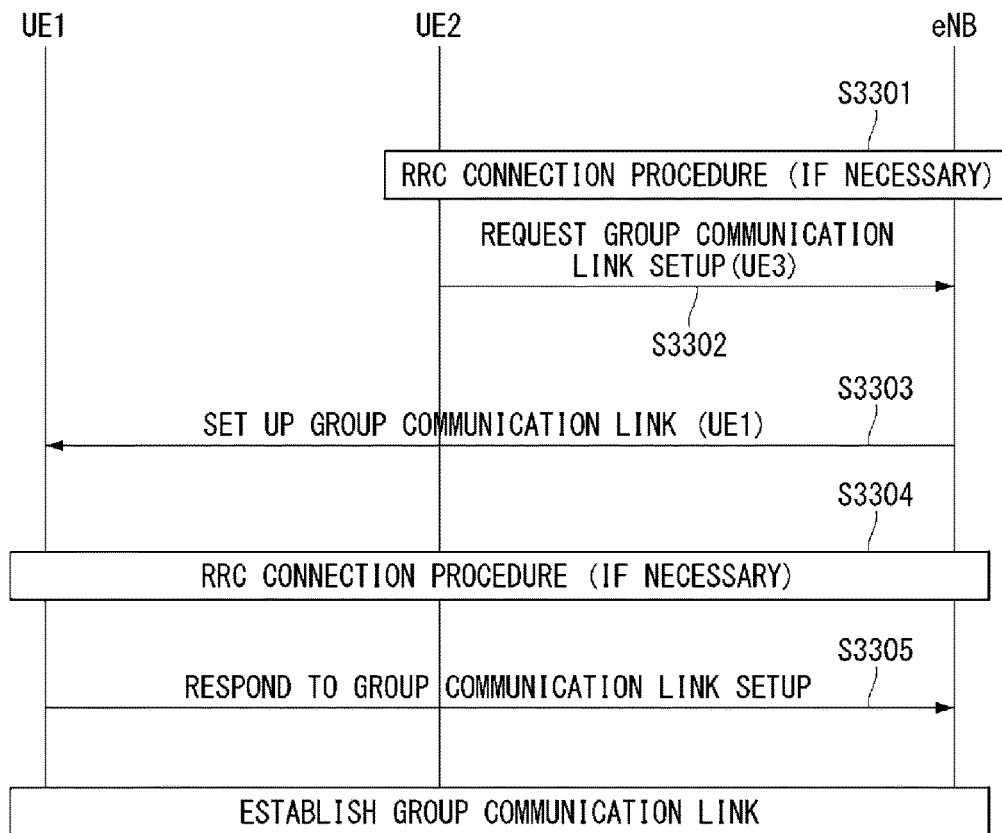 UE1 UE2 eNB
S3301
RRC CONNECTION PROCEDURE (IF NECESSARY)
REQUEST GROUP COMMUNICATION
LINK SETUP(UE3)
S3302
S3303
SET UP GROUP COMMUNICATION LINK (UE1)
S3304
RRC CONNECTION PROCEDURE (IF NECESSARY)
S3305
RESPOND TO GROUP COMMUNICATION LINK SETUP
ESTABLISH GROUP COMMUNICATION LINK